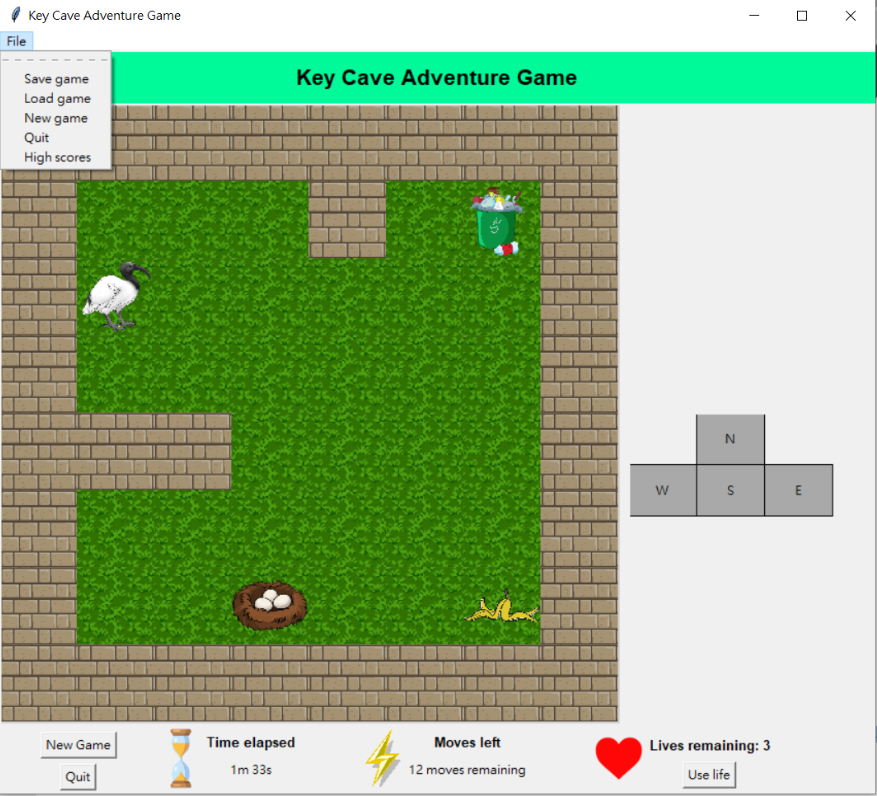 Key Cave Adventure Game
File
Save game
Load game
New game
Quit
High scores
Key Cave Adventure Game
N
W S E
New Game
Quit
Time elapsed
1m 33s
Moves left
12 moves remaining
Lives remaining: 3
Use life